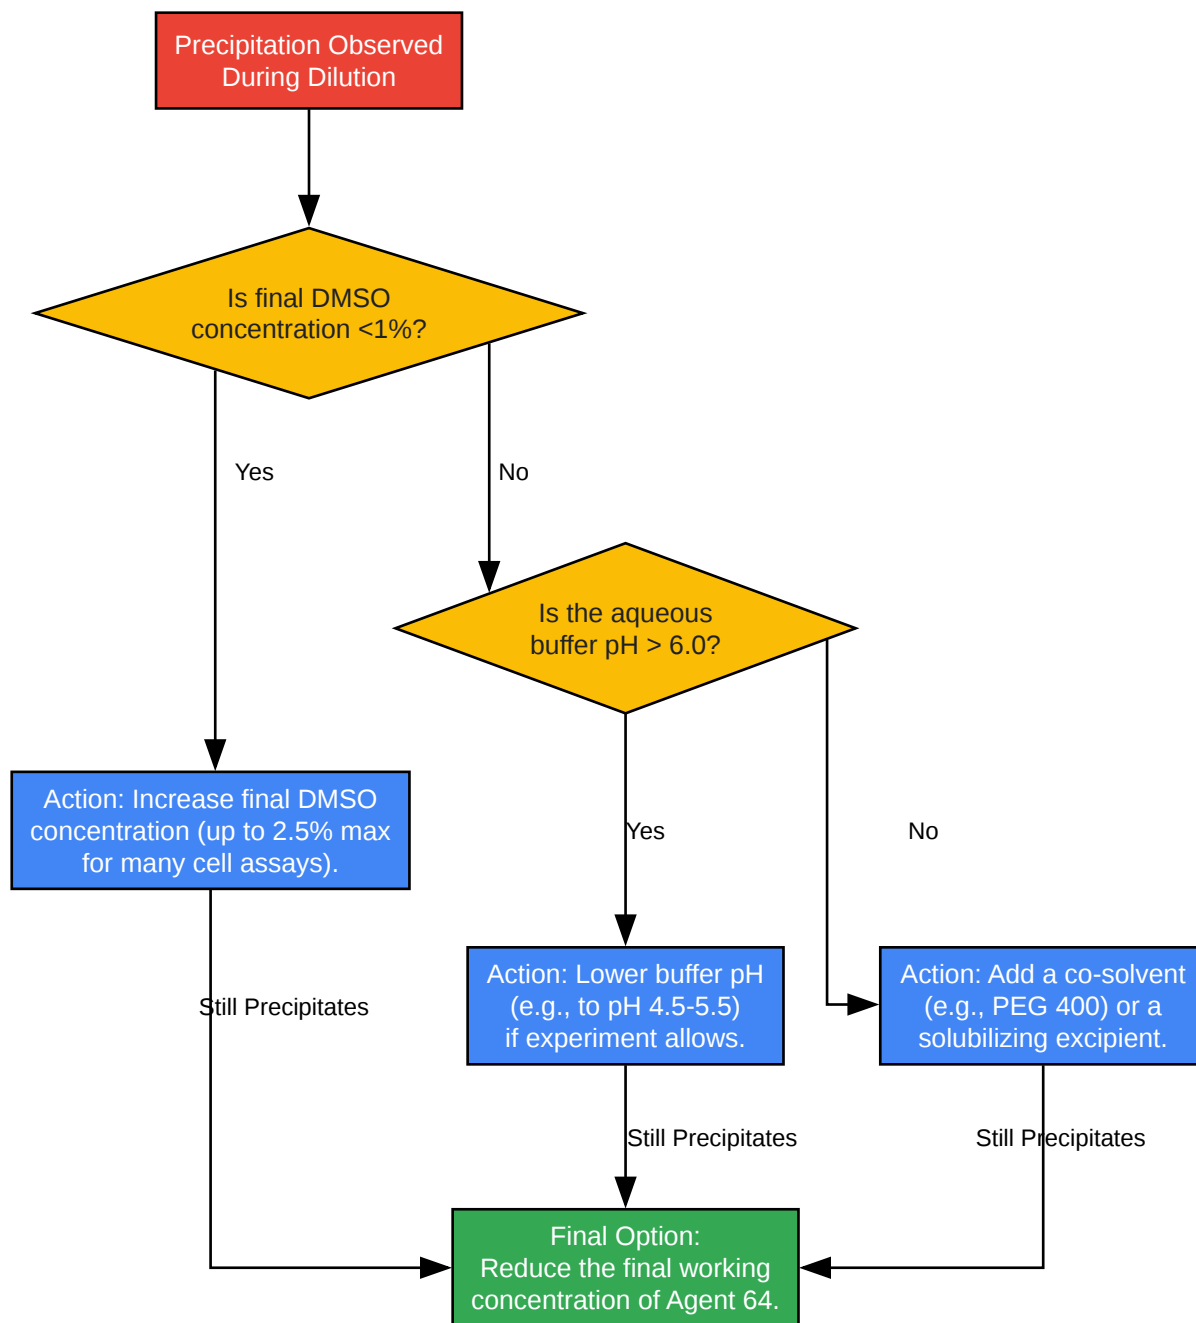 Precipitation Observed
During Dilution
Is final DMSO
concentration <1%?
Yes
No
Is the aqueous
buffer pH > 6.0?
Action: Increase final DMSO
concentration (up to 2.5% max
for many cell assays).
Yes
No
Action: Lower buffer pH
(e.g., to pH 4.5-5.5)
if experiment allows.
Action: Add a co-solvent
(e.g., PEG 400) or a
solubilizing excipient.
Still Precipitates
Still Precipitates
Still Precipitates
Final Option:
Reduce the final working
concentration of Agent 64.